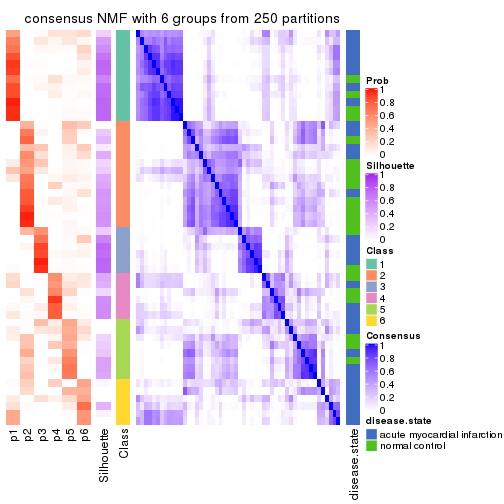 consensus NMF with 6 groups from 250 partitions
Prob
1
0.8
0.6
0.4
0.2
0
Silhouette
1
0.8
0.6
0.4
0.2
0
Class
1
2
3
4
5
6
Consensus
1
0.8
0.6
0.4
0.2
0
disease.state
acute myocardial infarction
normal control
p1
p2
p3
p4
p5
p6
Silhouette
Class
disease.state